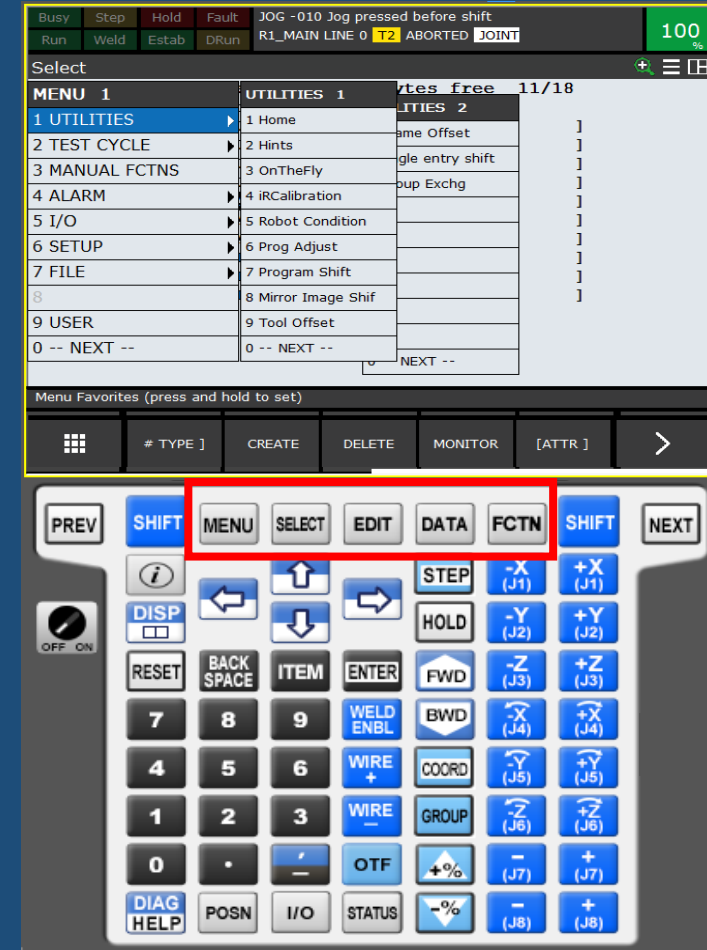 Busy Step Hold Fault JOG -010 Jog pressed before shift
Run Weld Estab DRun R1_MAIN LINE 0 T2 ABORTED JOINT
100
%
Select
ytes free 11/18
MENU 1
1 UTILITIES
2 TEST CYCLE
3 MANUAL FCTNS
4 ALARM
5 I/O
6 SETUP
7 FILE
8
9 USER
0 -- NEXT --
UTILITIES 1
1 Home
2 Hints
3 OnTheFly
4 iRCalibration
5 Robot Condition
6 Prog Adjust
7 Program Shift
8 Mirror Image Shif
9 Tool Offset
0 -- NEXT --
LITIES 2
ame Offset
gle entry shift
oup Exchg
NEXT --
]
]
]
]
]
]
]
]
]
]
Menu Favorites (press and hold to set)
# TYPE ] CREATE DELETE MONITOR [ATTR ] >
PREV SHIFT MENU SELECT EDIT DATA FCTN SHIFT NEXT
i STEP -X (J1) +X (J1)
OFF ON DISP HOLD -Y (J2) +Y (J2)
RESET BACK SPACE ITEM ENTER FWD -Z (J3) +Z (J3)
7 8 9 WELD ENBL BWD -X (J4) +X (J4)
4 5 6 WIRE + COORD -Y (J5) +Y (J5)
1 2 3 WIRE — GROUP -Z (J6) +Z (J6)
0 . , — OTF +% - (J7) + (J7)
DIAG HELP POSN I/O STATUS -% - (J8) + (J8)